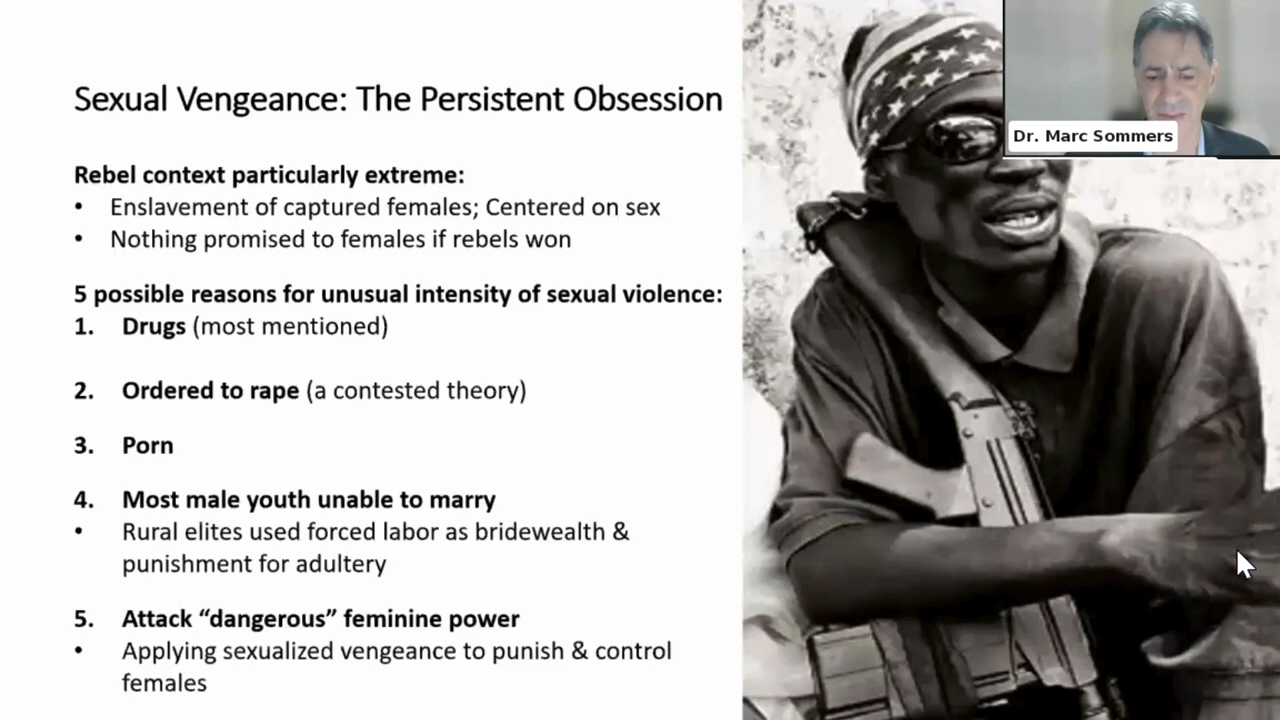 Sexual Vengeance: The Persistent Obsession
Dr. Marc Sommers
Rebel context particularly extreme:
• Enslavement of captured females; Centered on sex
• Nothing promised to females if rebels won
5 possible reasons for unusual intensity of sexual violence:
1. Drugs (most mentioned)
2. Ordered to rape (a contested theory)
3. Porn
4. Most male youth unable to marry
• Rural elites used forced labor as bridewealth &
punishment for adultery
5. Attack “dangerous” feminine power
• Applying sexualized vengeance to punish & control
females